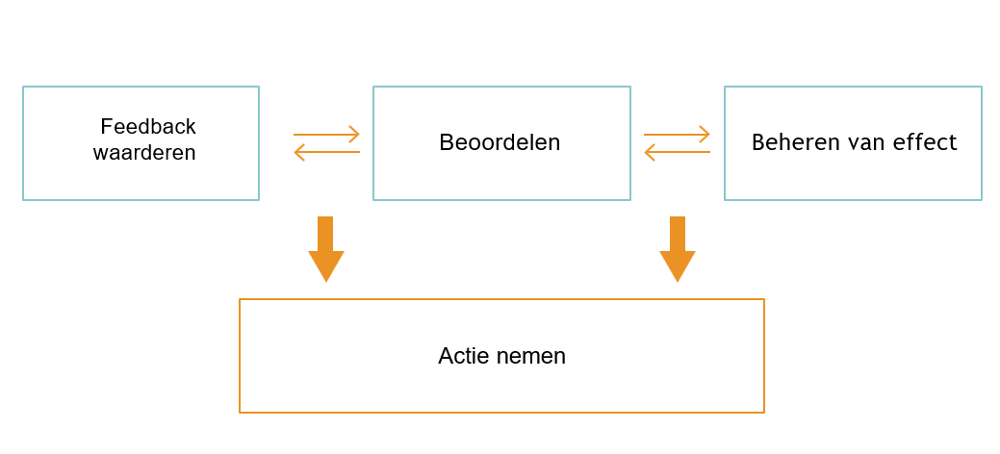 Feedback
waarderen
Beoordelen
Beheren van effect
Actie nemen